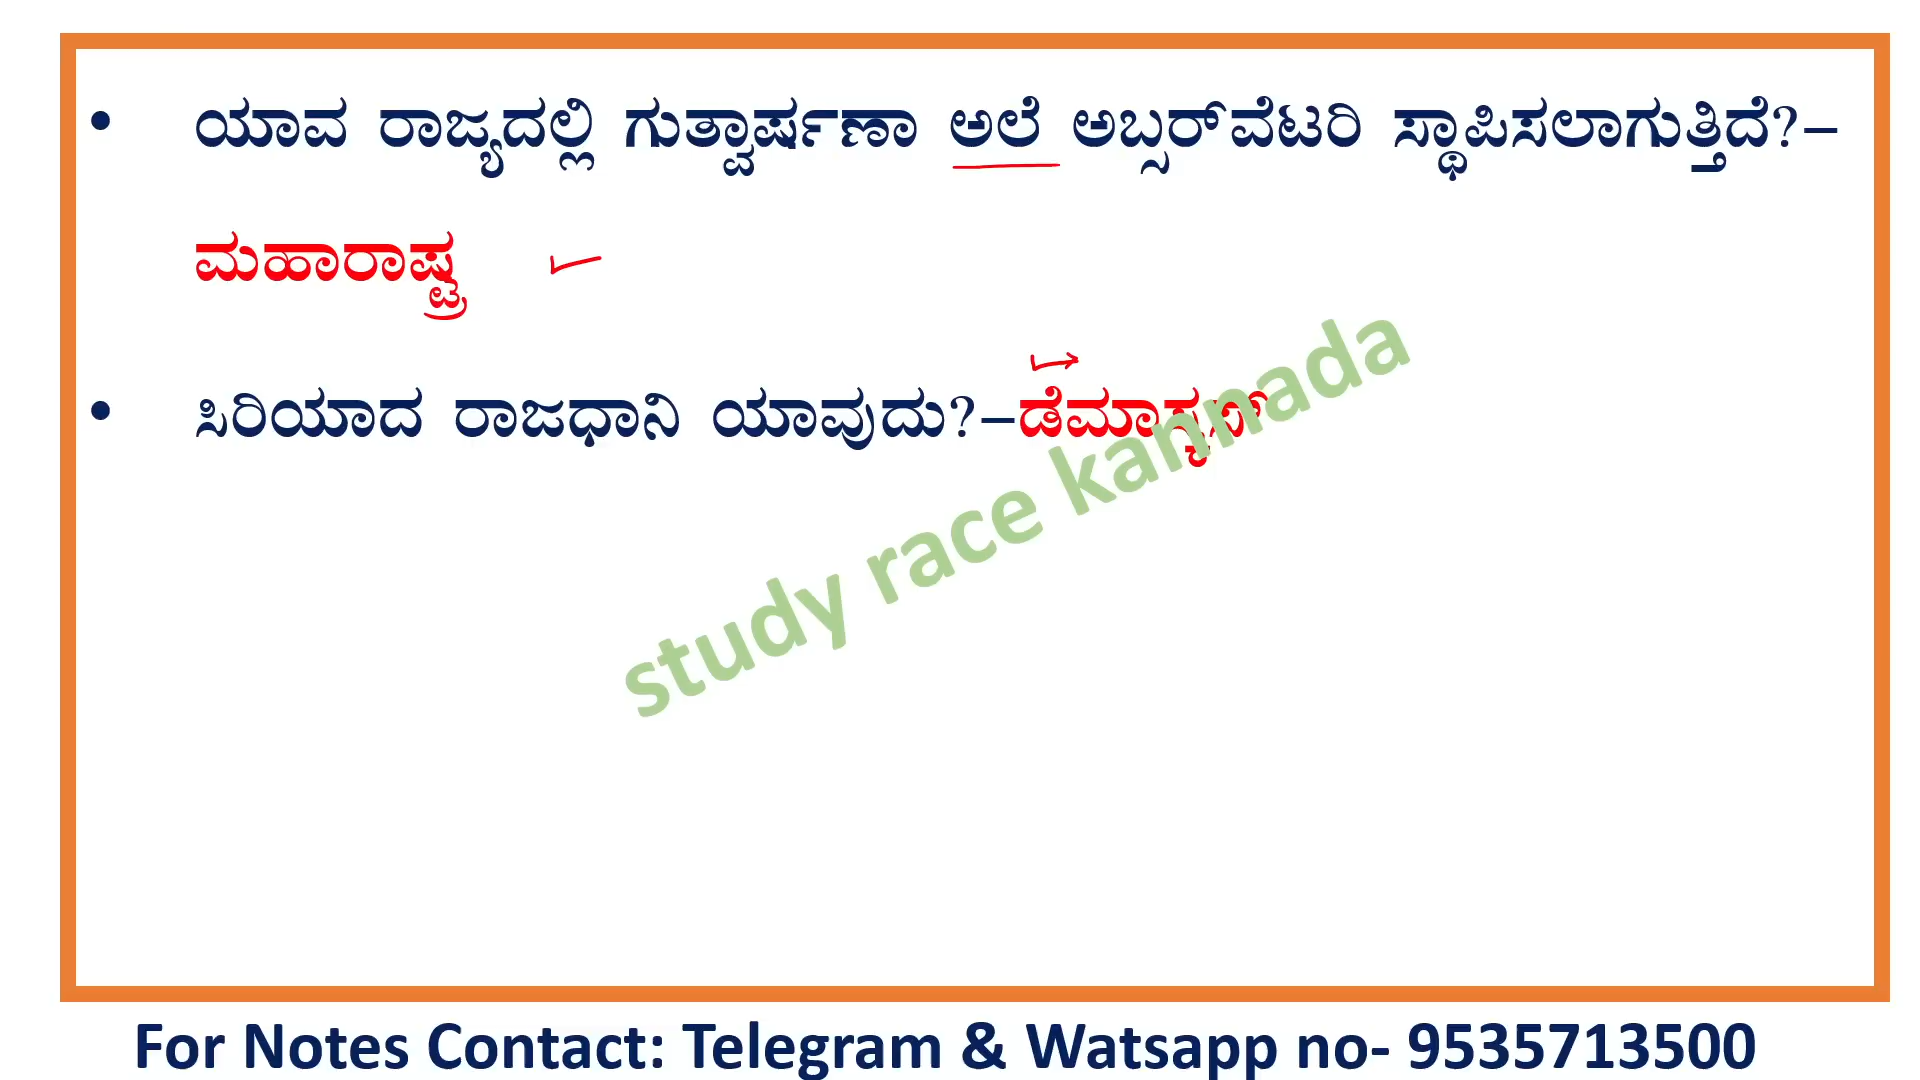 • ಯಾವ ರಾಜ್ಯದಲ್ಲಿ ಗುತ್ವಾರ್ಷಣಾ ಅಲೆ ಅಬ್ಸರ್‌ವೆಟರಿ ಸ್ಥಾಪಿಸಲಾಗುತ್ತಿದೆ?–
ಮಹಾರಾಷ್ಟ್ರ
• ಸಿರಿಯಾದ ರಾಜಧಾನಿ ಯಾವುದು?–ಡೆಮಾಸ್ಕಸ್
study race kannada
For Notes Contact: Telegram & Watsapp no- 9535713500